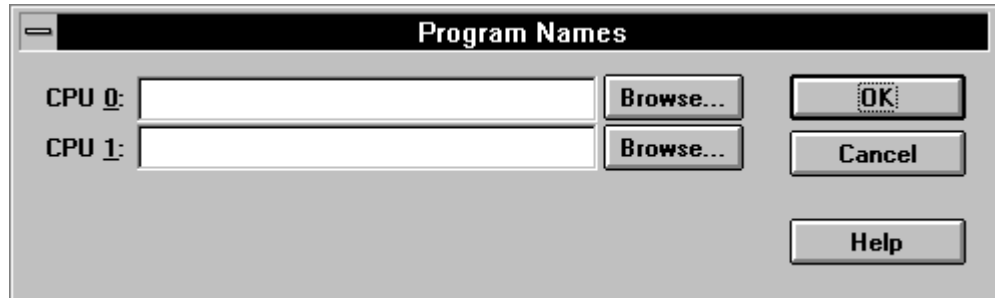 Program Names
CPU 0: Browse... OK
CPU 1: Browse... Cancel
Help